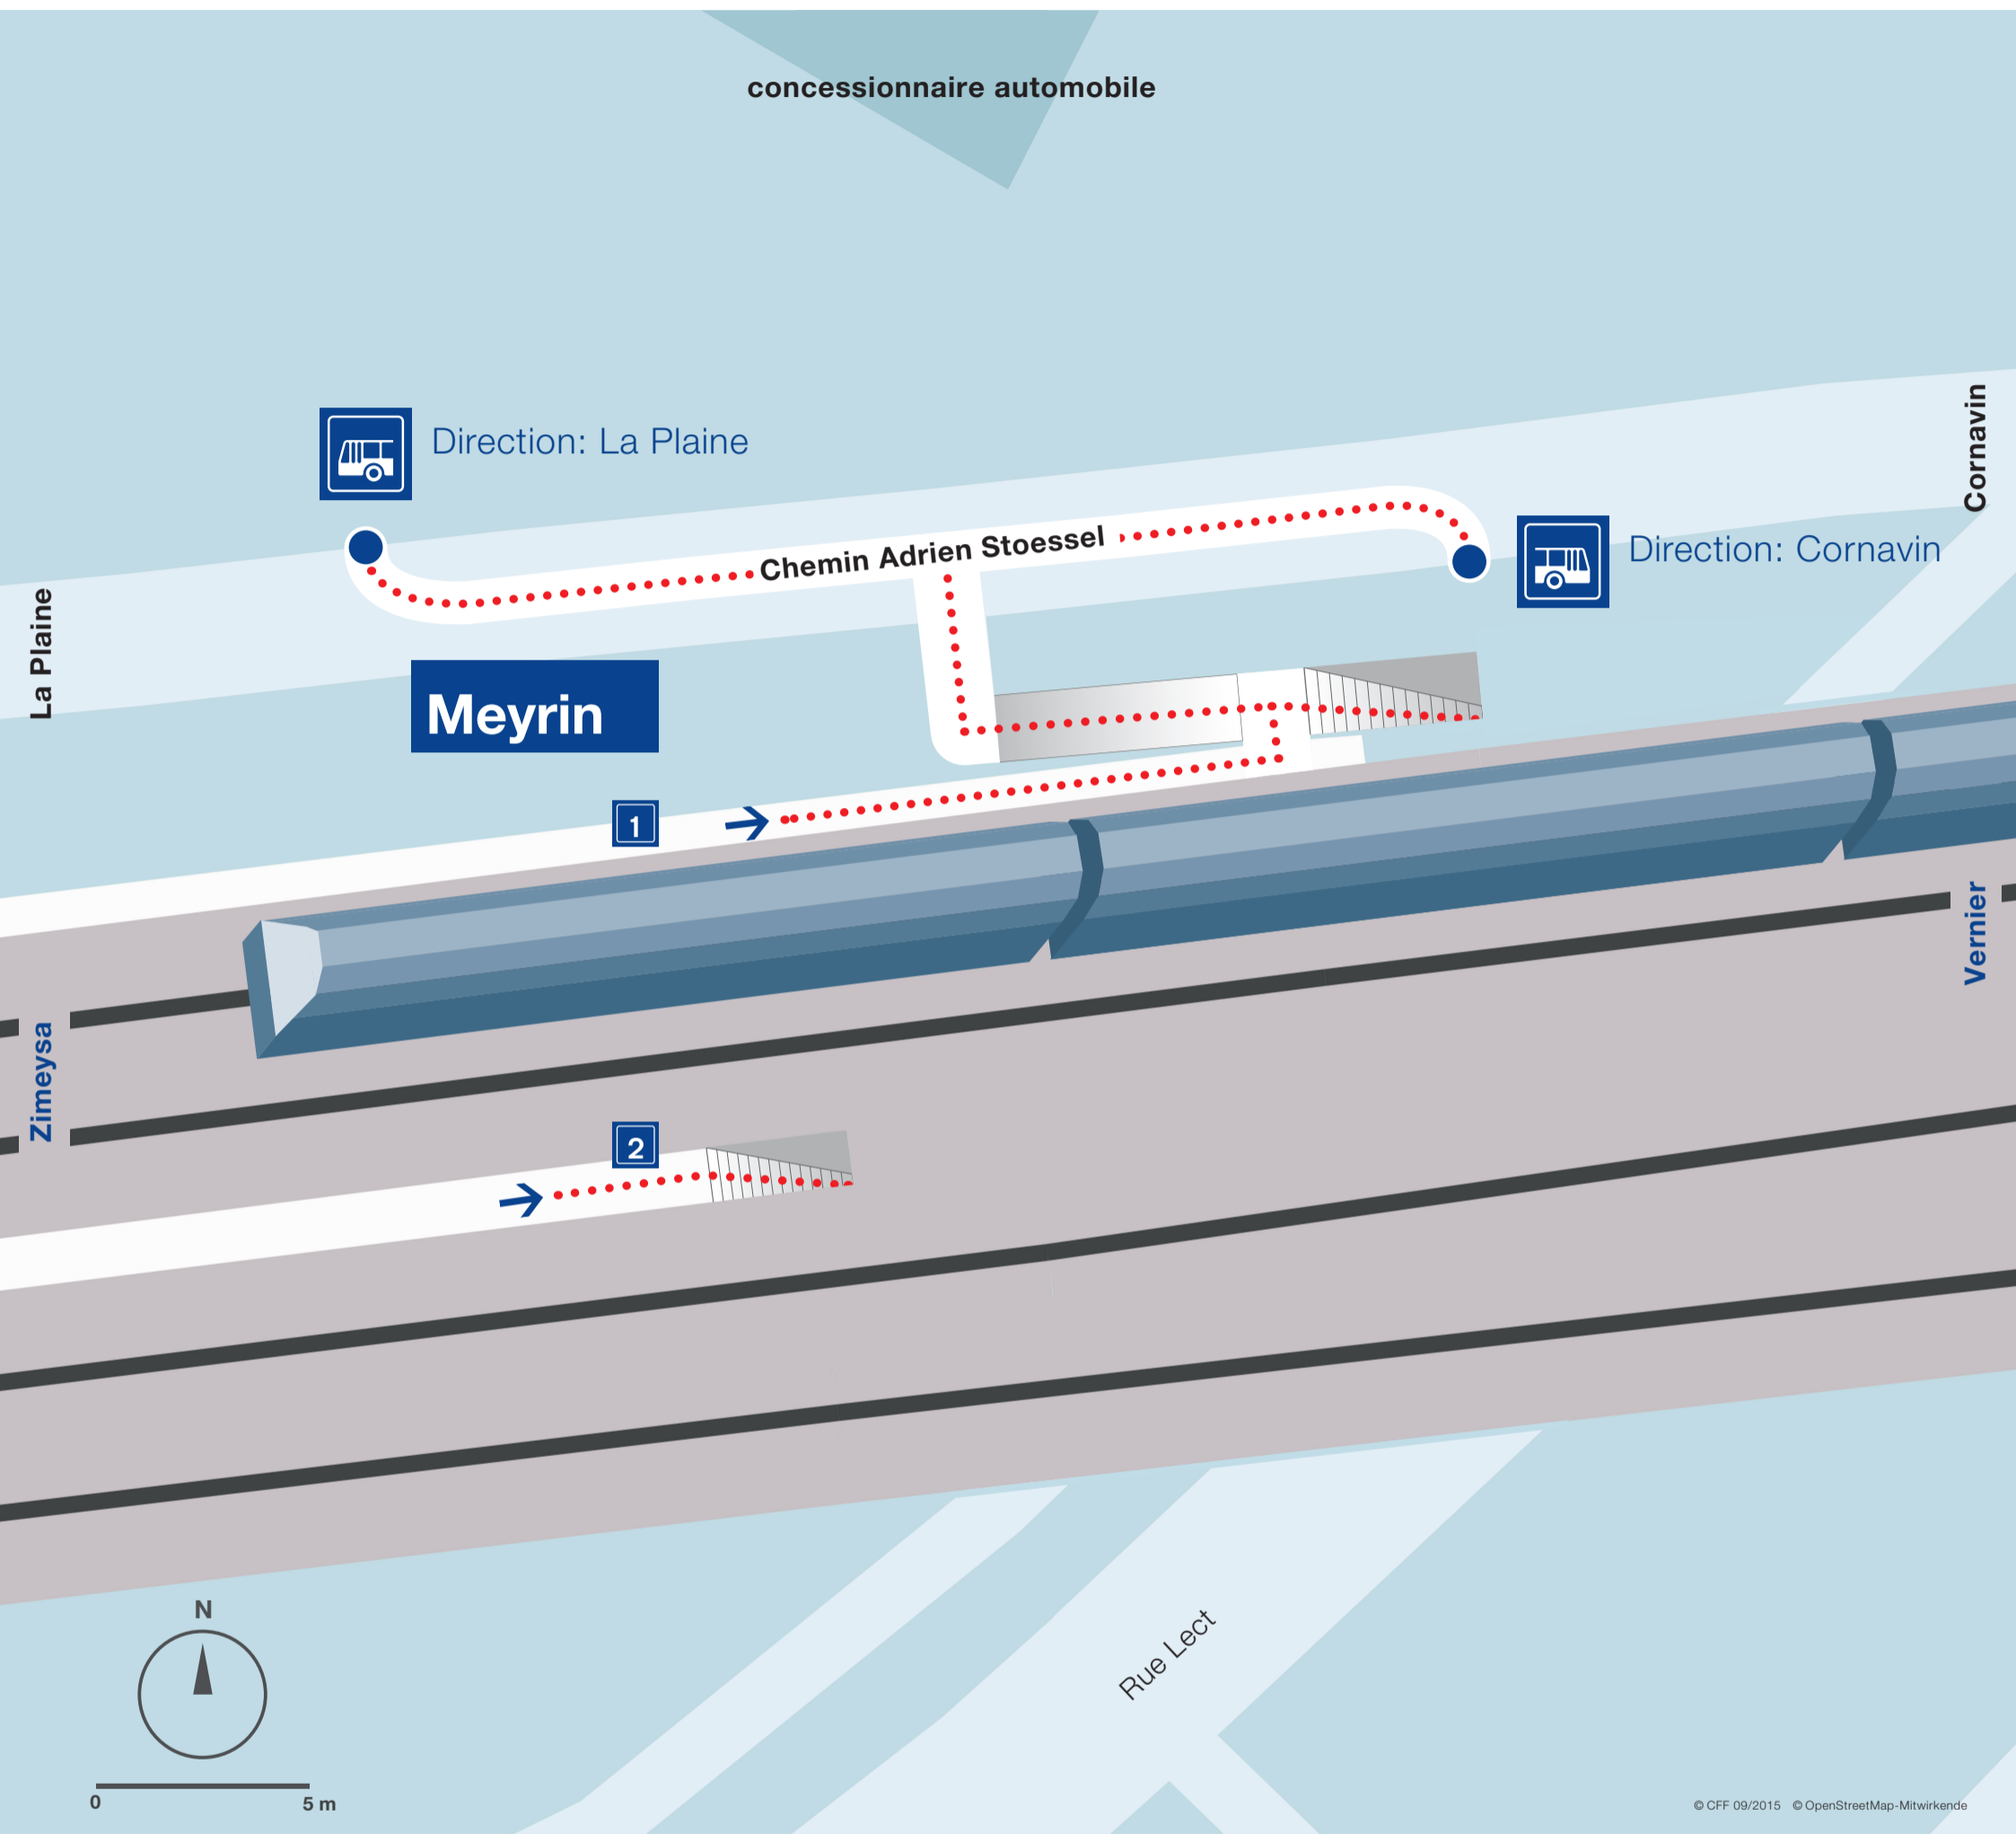 concessionnaire automobile
Cornavin
Direction: La Plaine
Chemin Adrien Stoessel
Direction: Cornavin
La Plaine
Meyrin
1
Vernier
Zimeysa
2
N
Rue Lect
0 5 m
© CFF 09/2015 © OpenStreetMap-Mitwirkende